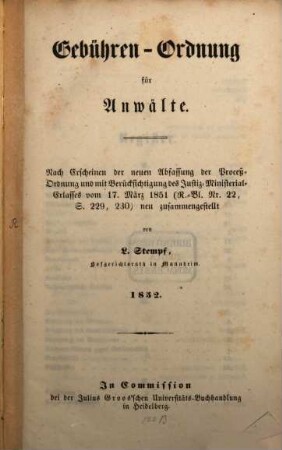 Gebühren-Ordnung
für
Anwälte.
Nach Erscheinen der neuen Abfassung der Proceß-
Ordnung und mit Berücksichtigung des Justiz-Ministerial-
Erlasses vom 17. März 1851 (R.-Bl. Nr. 22,
S. 229, 230) neu zusammengestellt
von
L. Stempf,
Hofgerichtsrath in Mannheim.
1852.
In Commission
bei der Julius Groos'schen Universitäts-Buchhandlung
in Heidelberg.